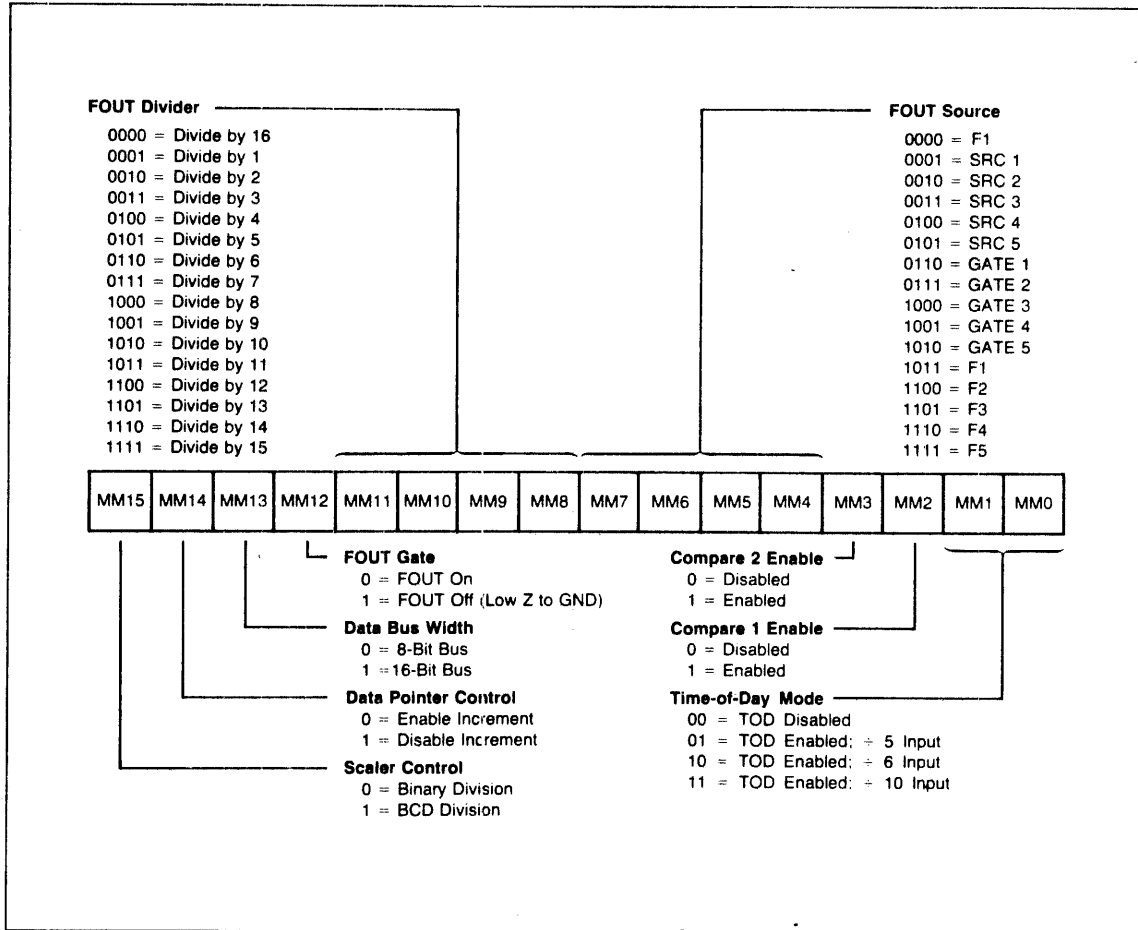 FOUT Divider
0000 = Divide by 16
0001 = Divide by 1
0010 = Divide by 2
0011 = Divide by 3
0100 = Divide by 4
0101 = Divide by 5
0110 = Divide by 6
0111 = Divide by 7
1000 = Divide by 8
1001 = Divide by 9
1010 = Divide by 10
1011 = Divide by 11
1100 = Divide by 12
1101 = Divide by 13
1110 = Divide by 14
1111 = Divide by 15
FOUT Source
0000 = F1
0001 = SRC 1
0010 = SRC 2
0011 = SRC 3
0100 = SRC 4
0101 = SRC 5
0110 = GATE 1
0111 = GATE 2
1000 = GATE 3
1001 = GATE 4
1010 = GATE 5
1011 = F1
1100 = F2
1101 = F3
1110 = F4
1111 = F5
MM15 MM14 MM13 MM12 MM11 MM10 MM9 MM8 MM7 MM6 MM5 MM4 MM3 MM2 MM1 MM0
FOUT Gate
0 = FOUT On
1 = FOUT Off (Low Z to GND)
Data Bus Width
0 = 8-Bit Bus
1 = 16-Bit Bus
Data Pointer Control
0 = Enable Increment
1 = Disable Increment
Scaler Control
0 = Binary Division
1 = BCD Division
Compare 2 Enable
0 = Disabled
1 = Enabled
Compare 1 Enable
0 = Disabled
1 = Enabled
Time-of-Day Mode
00 = TOD Disabled
01 = TOD Enabled: ÷ 5 Input
10 = TOD Enabled: ÷ 6 Input
11 = TOD Enabled: ÷ 10 Input